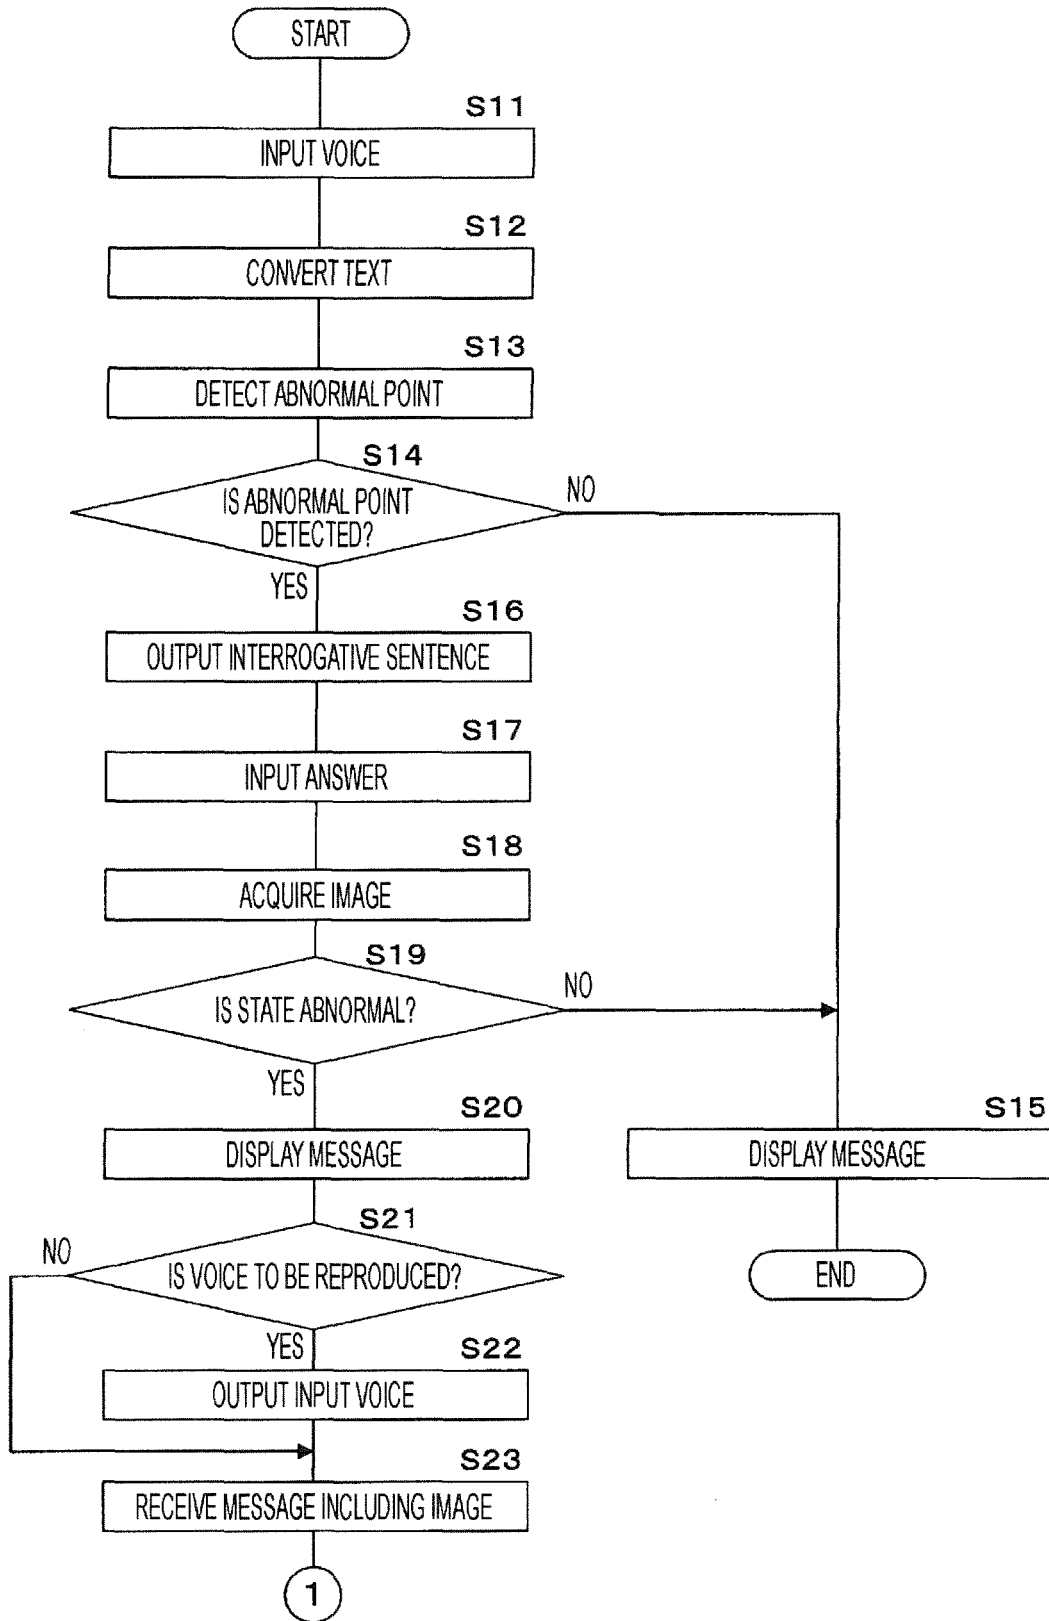 START
S11
INPUT VOICE
S12
CONVERT TEXT
S13
DETECT ABNORMAL POINT
S14
IS ABNORMAL POINT
DETECTED?
NO
YES
S16
OUTPUT INTERROGATIVE SENTENCE
S17
INPUT ANSWER
S18
ACQUIRE IMAGE
S19
IS STATE ABNORMAL?
NO
YES
S20
DISPLAY MESSAGE
S15
DISPLAY MESSAGE
END
S21
IS VOICE TO BE REPRODUCED?
NO
YES
S22
OUTPUT INPUT VOICE
S23
RECEIVE MESSAGE INCLUDING IMAGE
1